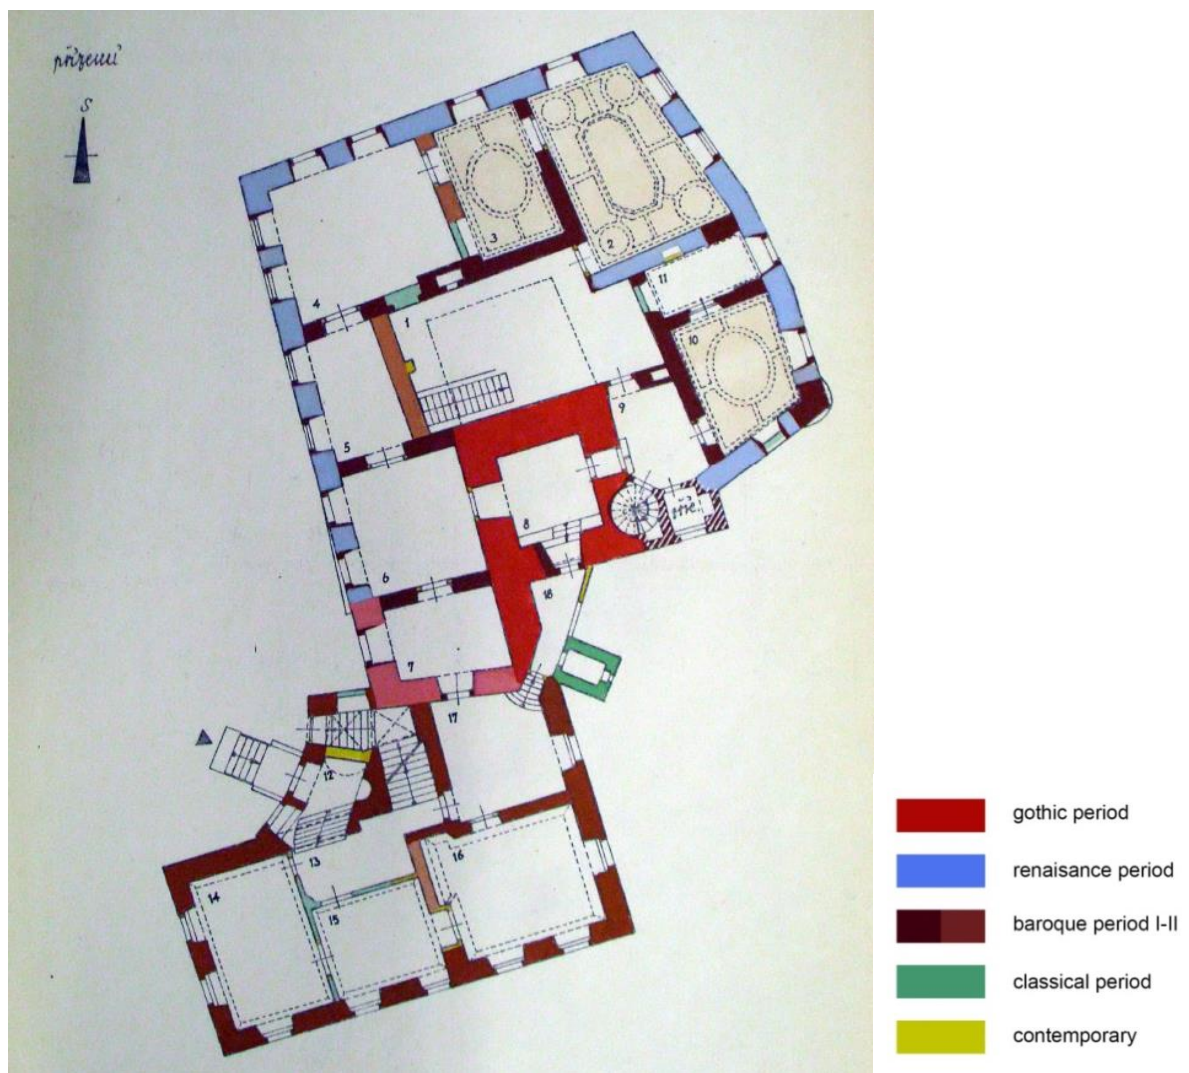 přízemí
S
3
2
11
4
1
10
9
5
8
6
18
7
17
12
13
16
14
15
gothic period
renaisance period
baroque period I-II
classical period
contemporary